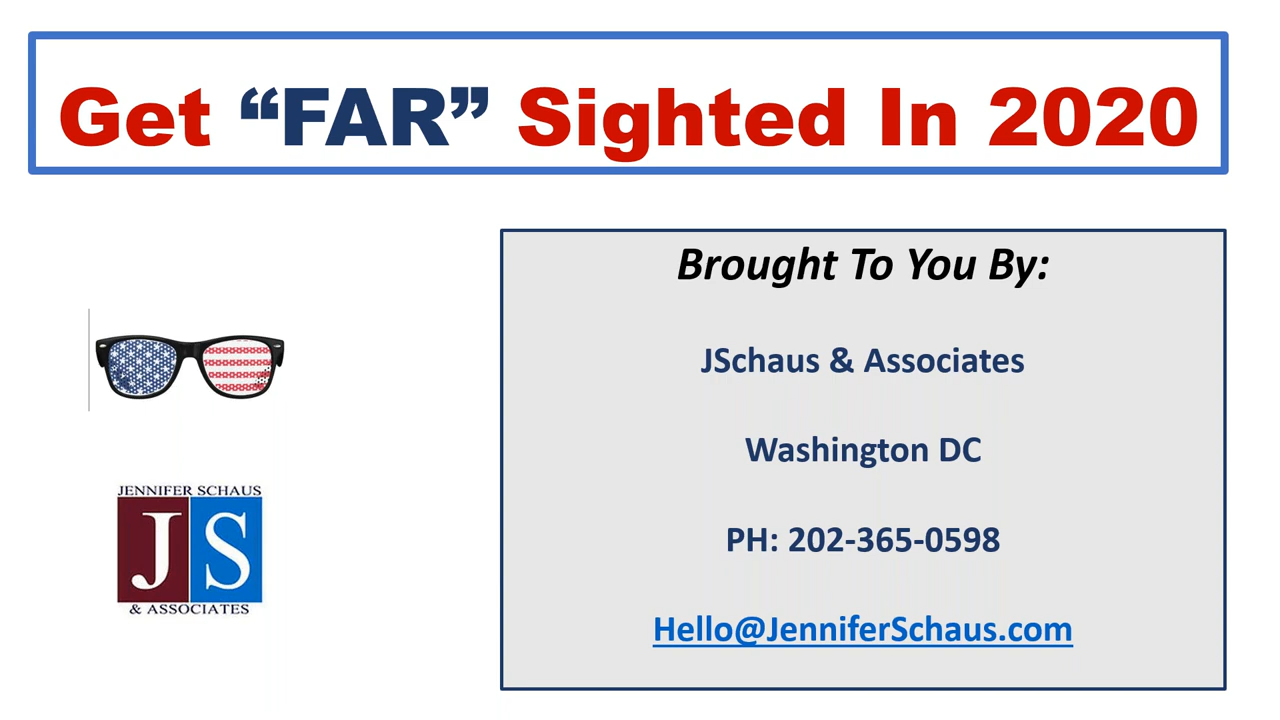 Get “FAR” Sighted In 2020
Brought To You By:
JSchaus & Associates
Washington DC
PH: 202-365-0598
Hello@JenniferSchaus.com
JENNIFER SCHAUS
JS
& ASSOCIATES